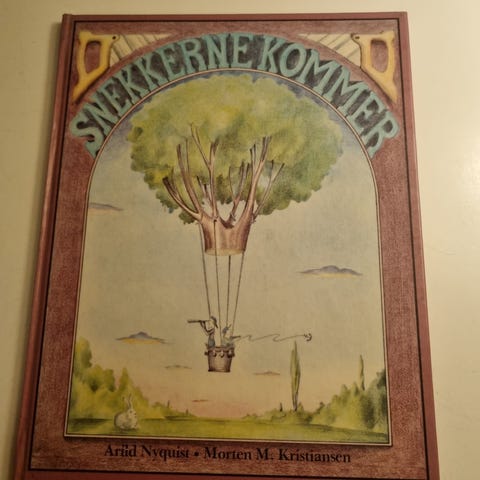 SNEKKERNE KOMMER
Arild Nyquist • Morten M. Kristiansen